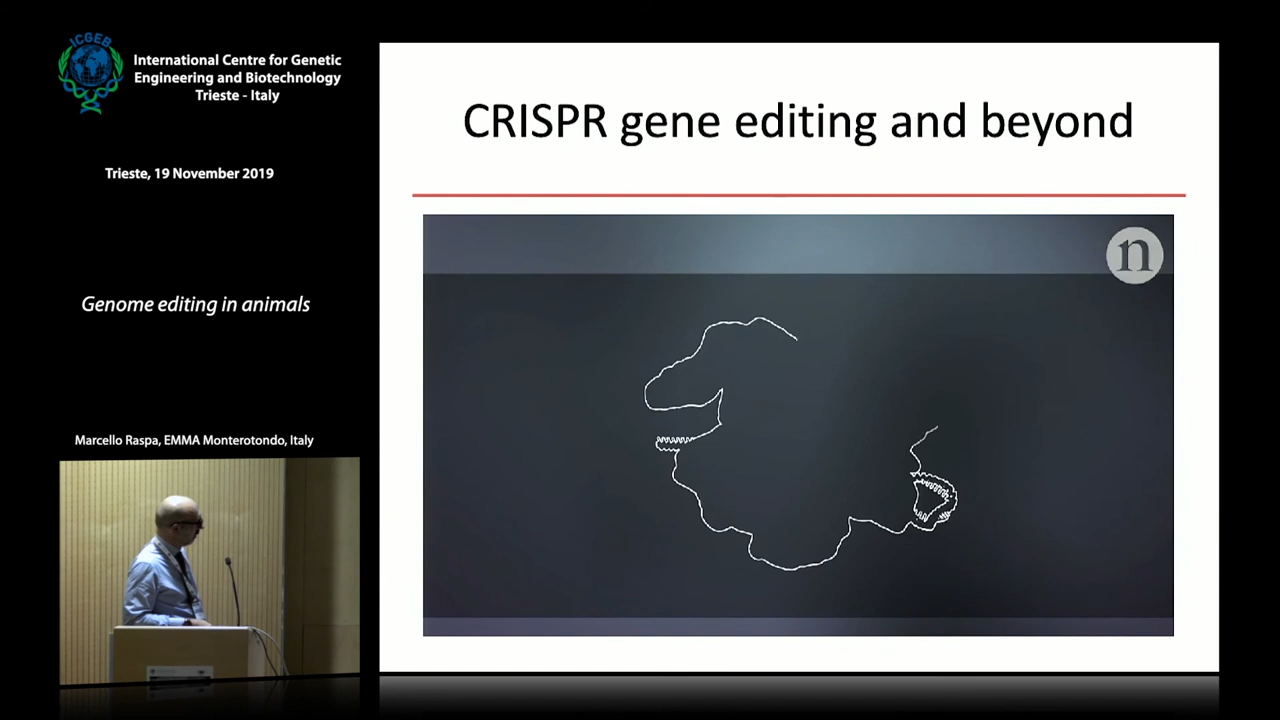 ICGEB
International Centre for Genetic
Engineering and Biotechnology
Trieste - Italy
Trieste, 19 November 2019
Genome editing in animals
Marcello Raspa, EMMA Monterotondo, Italy
CRISPR gene editing and beyond
n